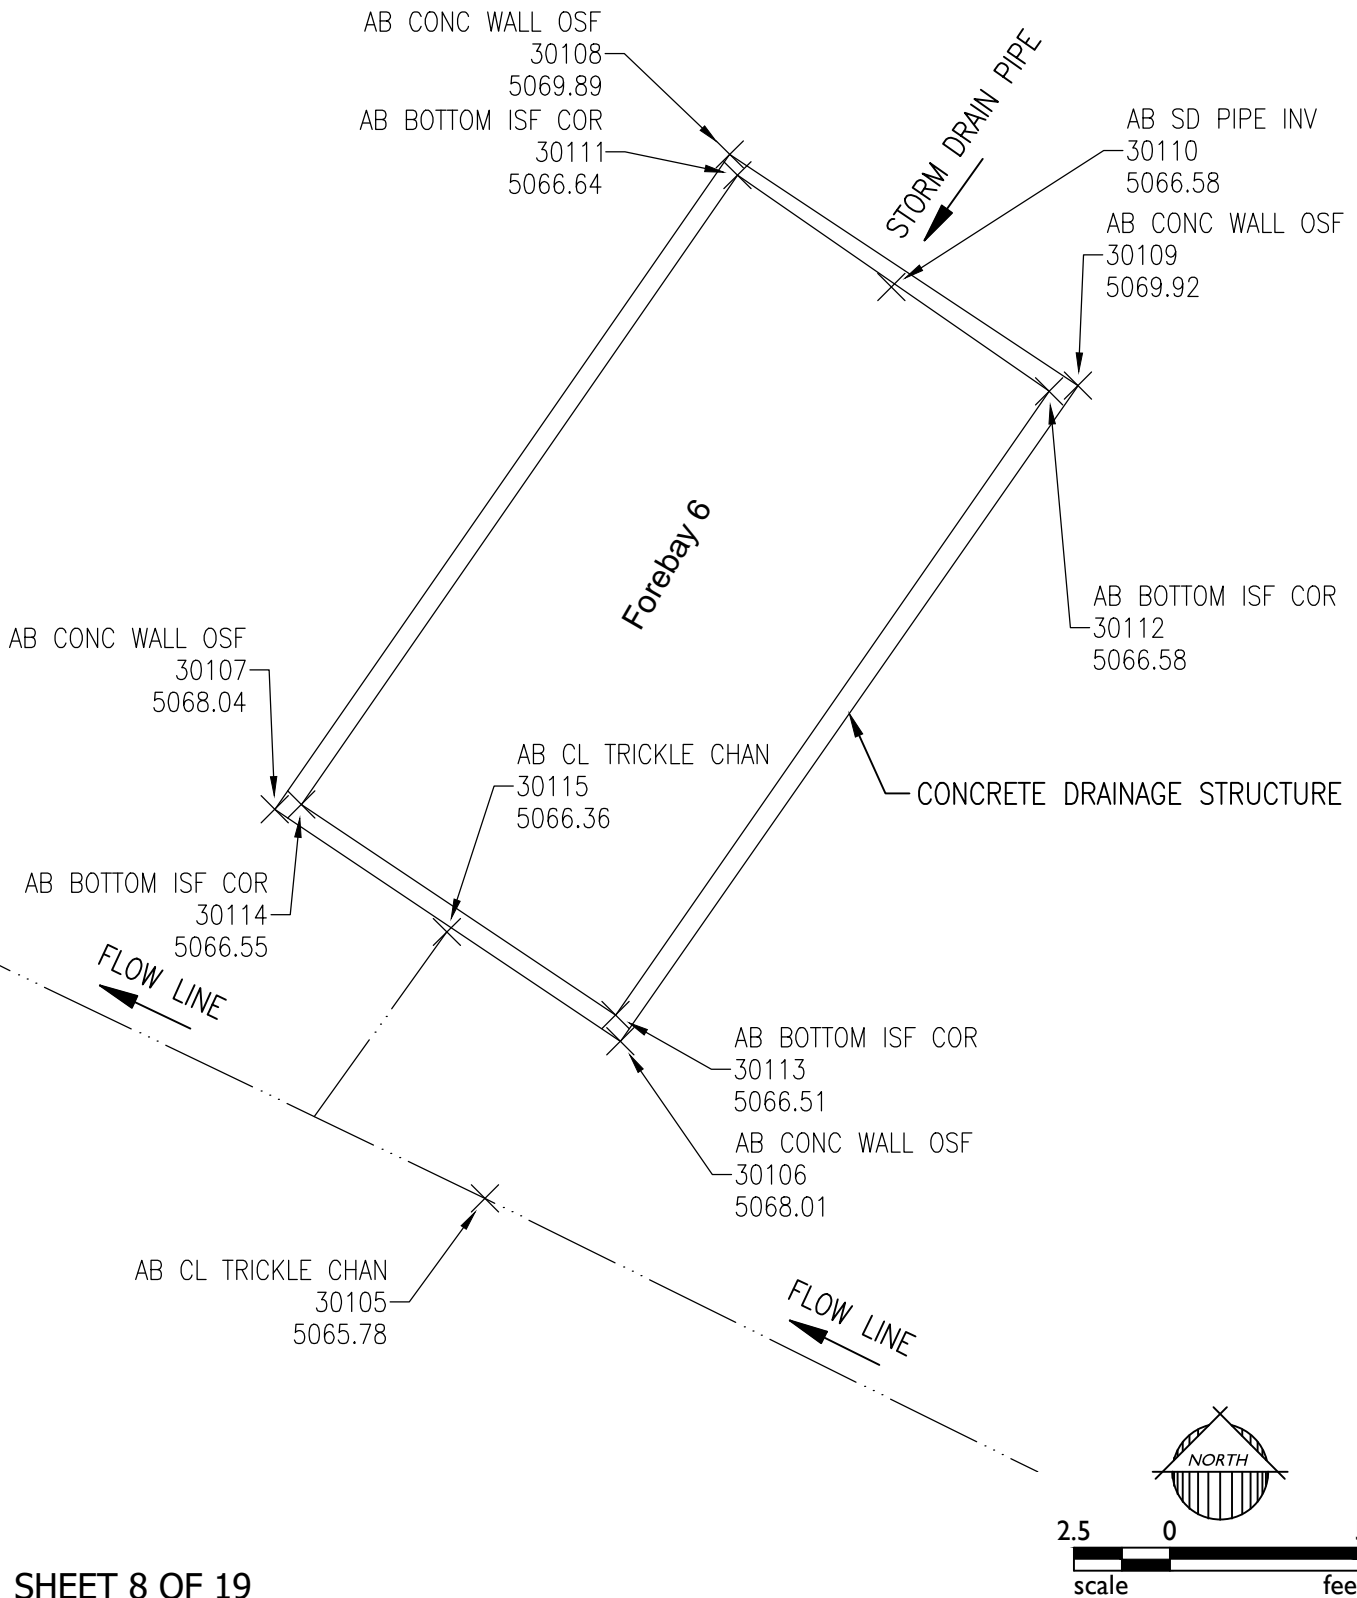 AB CONC WALL OSF
30108
5069.89
AB BOTTOM ISF COR
30111
5066.64
STORM DRAIN PIPE
AB SD PIPE INV
30110
5066.58
AB CONC WALL OSF
30109
5069.92
Forebay 6
AB BOTTOM ISF COR
30112
5066.58
AB CONC WALL OSF
30107
5068.04
AB CL TRICKLE CHAN
30115
5066.36
CONCRETE DRAINAGE STRUCTURE
AB BOTTOM ISF COR
30114
5066.55
FLOW LINE
AB BOTTOM ISF COR
30113
5066.51
AB CONC WALL OSF
30106
5068.01
AB CL TRICKLE CHAN
30105
5065.78
FLOW LINE
NORTH
2.5 0
scale fee
SHEET 8 OF 19